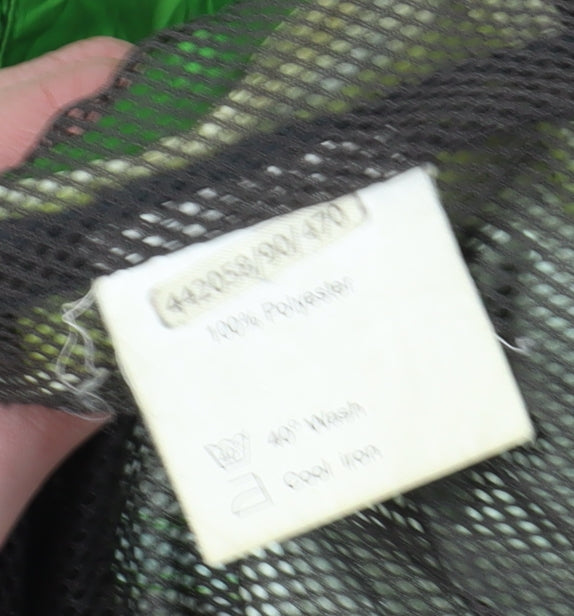 442058/90/470
100% Polyester
40° Wash
Cool Iron